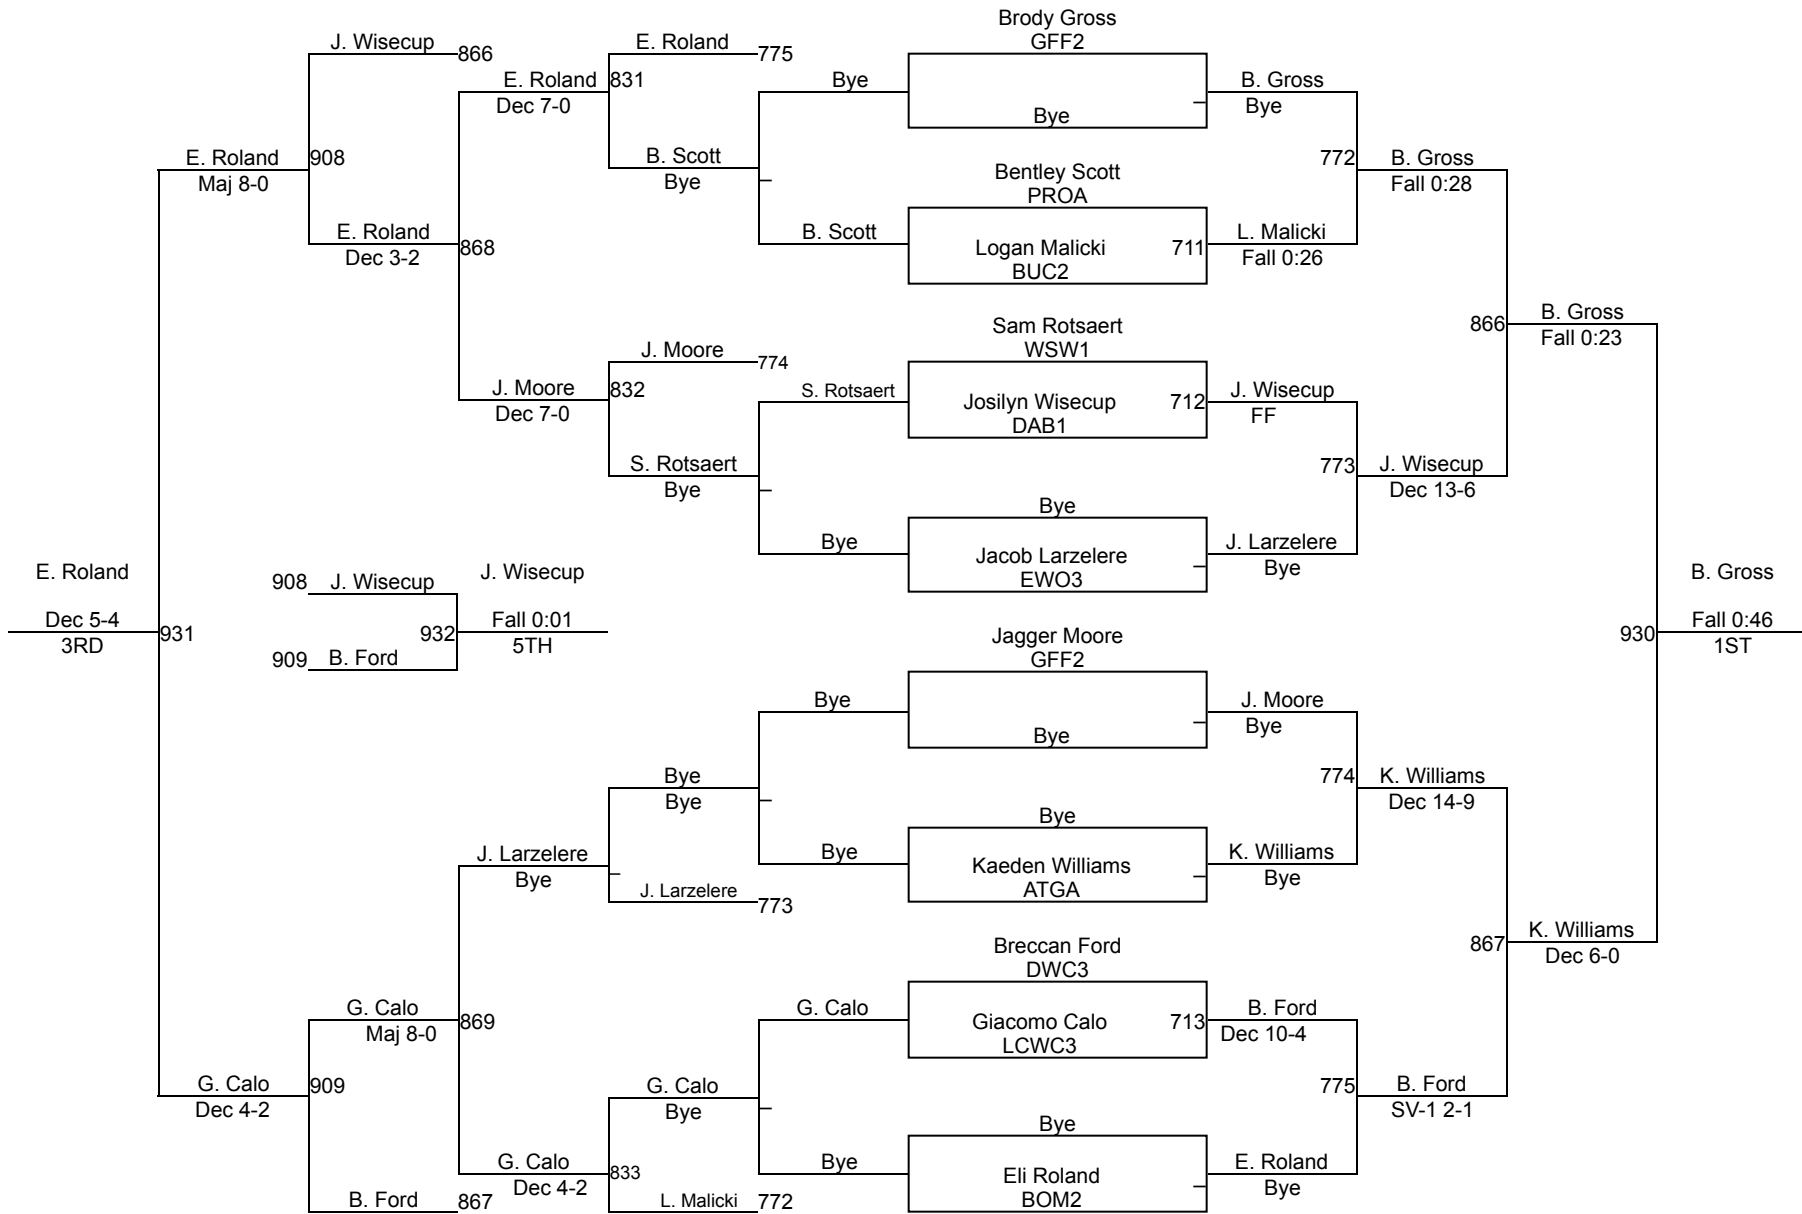 Brody Gross
GFF2
J. Wisecup
866
E. Roland
775
E. Roland
831
Dec 7-0
Bye
Bye
B. Gross
Bye
E. Roland
908
Maj 8-0
B. Scott
Bye
772
B. Gross
Fall 0:28
Bentley Scott
PROA
E. Roland
868
Dec 3-2
B. Scott
Logan Malicki
711
BUC2
L. Malicki
Fall 0:26
Sam Rotsaert
WSW1
866
B. Gross
Fall 0:23
J. Moore
774
J. Moore
832
Dec 7-0
S. Rotsaert
Josilyn Wisecup
712
DAB1
J. Wisecup
FF
S. Rotsaert
Bye
773
J. Wisecup
Dec 13-6
Bye
Bye
Jacob Larzelere
EWO3
J. Larzelere
Bye
E. Roland
Dec 5-4
3RD
931
908
J. Wisecup
909
B. Ford
932
J. Wisecup
Fall 0:01
5TH
B. Gross
930
Fall 0:46
1ST
Jagger Moore
GFF2
Bye
Bye
J. Moore
Bye
Bye
Bye
774
K. Williams
Dec 14-9
J. Larzelere
Bye
Bye
Bye
Kaeden Williams
ATGA
K. Williams
Bye
J. Larzelere
773
Breccan Ford
DWC3
867
K. Williams
Dec 6-0
G. Calo
869
Maj 8-0
G. Calo
Giacomo Calo
713
LCWC3
B. Ford
Dec 10-4
G. Calo
909
Dec 4-2
G. Calo
Bye
775
B. Ford
SV-1 2-1
Bye
G. Calo
833
Dec 4-2
Bye
Eli Roland
BOM2
E. Roland
Bye
B. Ford
867
L. Malicki
772